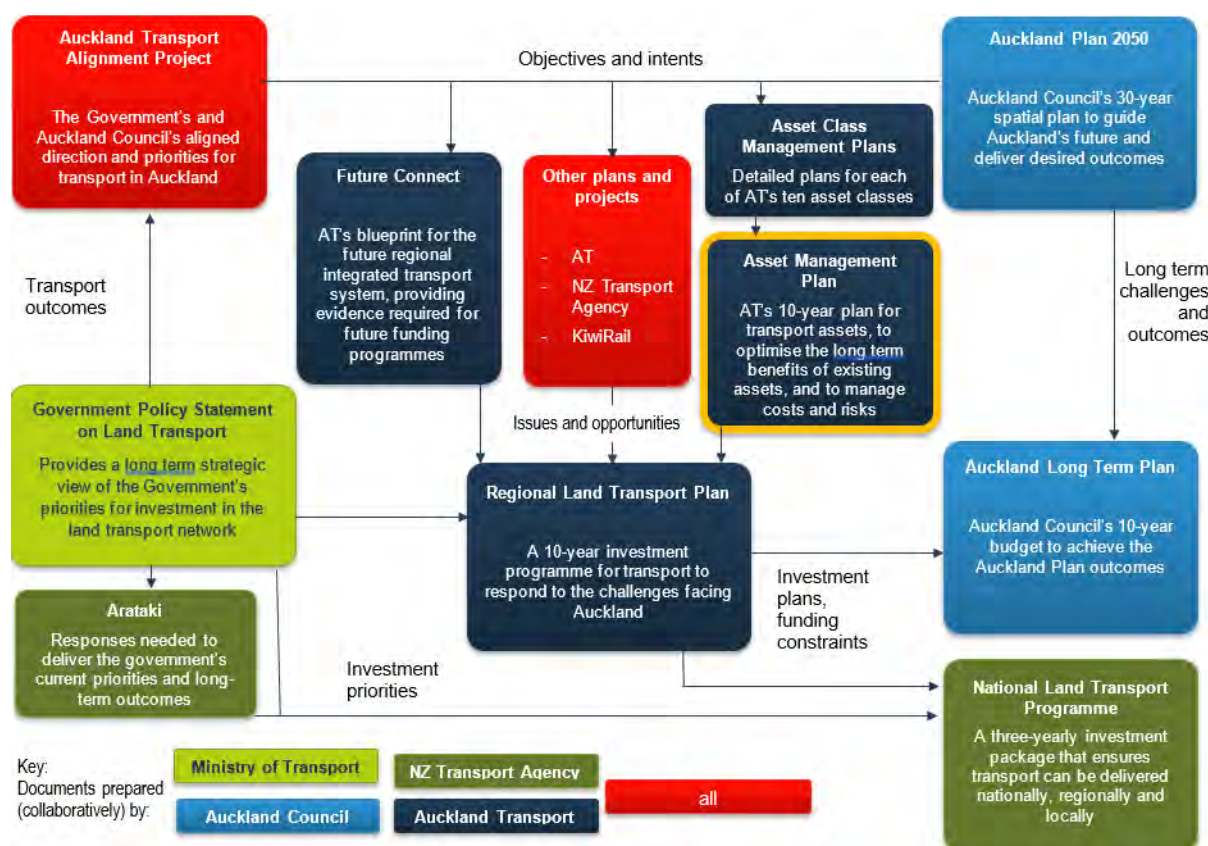 Auckland Transport
Alignment Project
The Government's and
Auckland Council's aligned
direction and priorities for
transport in Auckland
Objectives and intents
Auckland Plan 2050
Auckland Council's 30-year
spatial plan to guide
Auckland's future and
deliver desired outcomes
Future Connect
AT's blueprint for the
future regional
integrated transport
system, providing
evidence required for
future funding
programmes
Other plans and
projects
- AT
- NZ Transport
Agency
- KiwiRail
Asset Class
Management Plans
Detailed plans for each
of AT's ten asset classes
Asset Management
Plan
AT's 10-year plan for
transport assets, to
optimise the long term
benefits of existing
assets, and to manage
costs and risks
Transport
outcomes
Long term
challenges
and
outcomes
Government Policy Statement
on Land Transport
Provides a long term strategic
view of the Government's
priorities for investment in the
land transport network
Issues and opportunities
Regional Land Transport Plan
A 10-year investment
programme for transport to
respond to the challenges facing
Auckland
Auckland Long Term Plan
Auckland Council's 10-year
budget to achieve the
Auckland Plan outcomes
Investment
plans,
funding
constraints
Arataki
Responses needed to
deliver the government's
current priorities and long-
term outcomes
Investment
priorities
National Land Transport
Programme
A three-yearly investment
package that ensures
transport can be delivered
nationally, regionally and
locally
Key:
Documents prepared
(collaboratively) by:
Ministry of Transport
NZ Transport Agency
all
Auckland Council
Auckland Transport